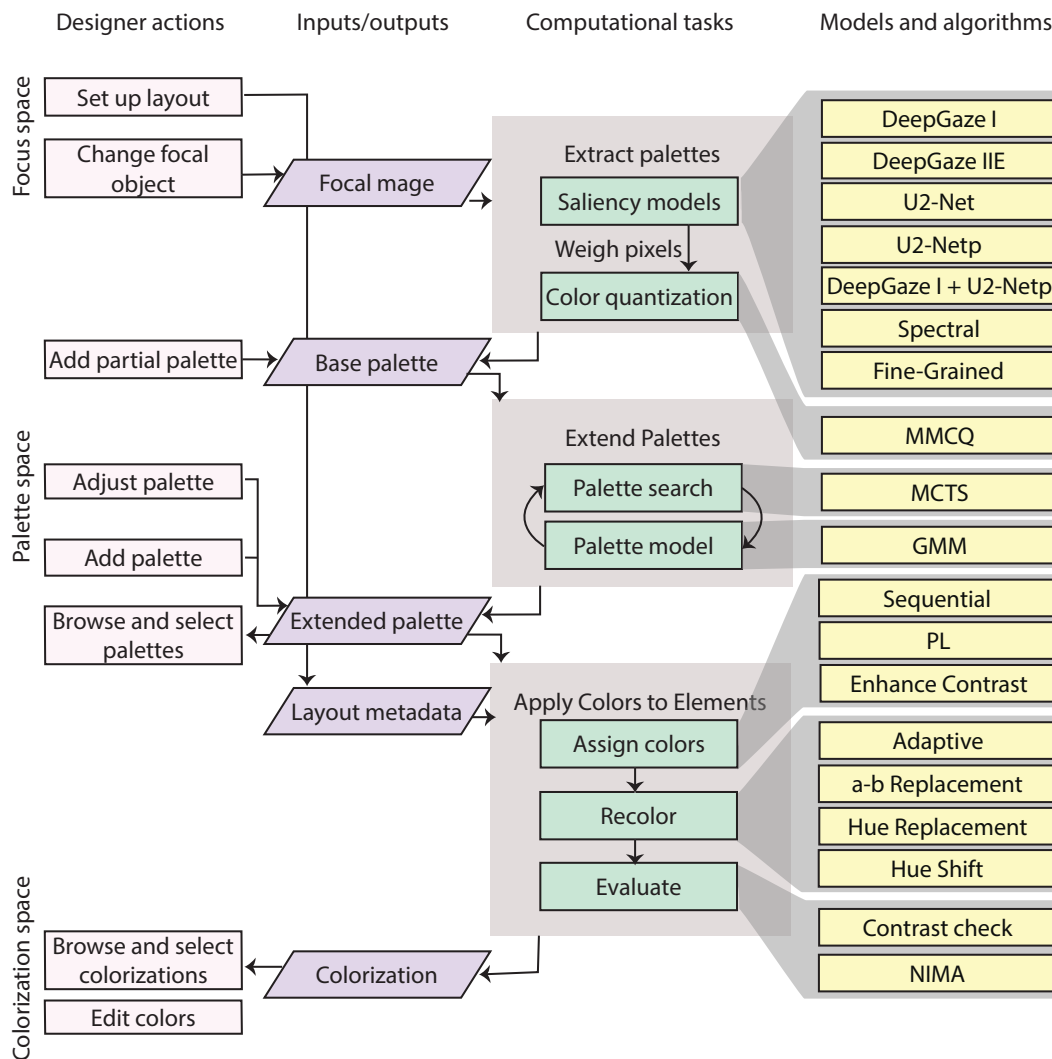 Designer actions
Inputs/outputs
Computational tasks
Models and algorithms
Focus space
Set up layout
Change focal
object
Focal mage
Extract palettes
Saliency models
Weigh pixels
Color quantization
DeepGaze I
DeepGaze IIE
U2-Net
U2-Netp
DeepGaze I + U2-Netp
Spectral
Fine-Grained
MMCQ
Palette space
Add partial palette
Base palette
Adjust palette
Add palette
Browse and select
palettes
Extended palette
Extend Palettes
Palette search
Palette model
MCTS
GMM
Layout metadata
Apply Colors to Elements
Assign colors
Recolor
Evaluate
Sequential
PL
Enhance Contrast
Adaptive
a-b Replacement
Hue Replacement
Hue Shift
Contrast check
NIMA
Colorization space
Browse and select
colorizations
Edit colors
Colorization